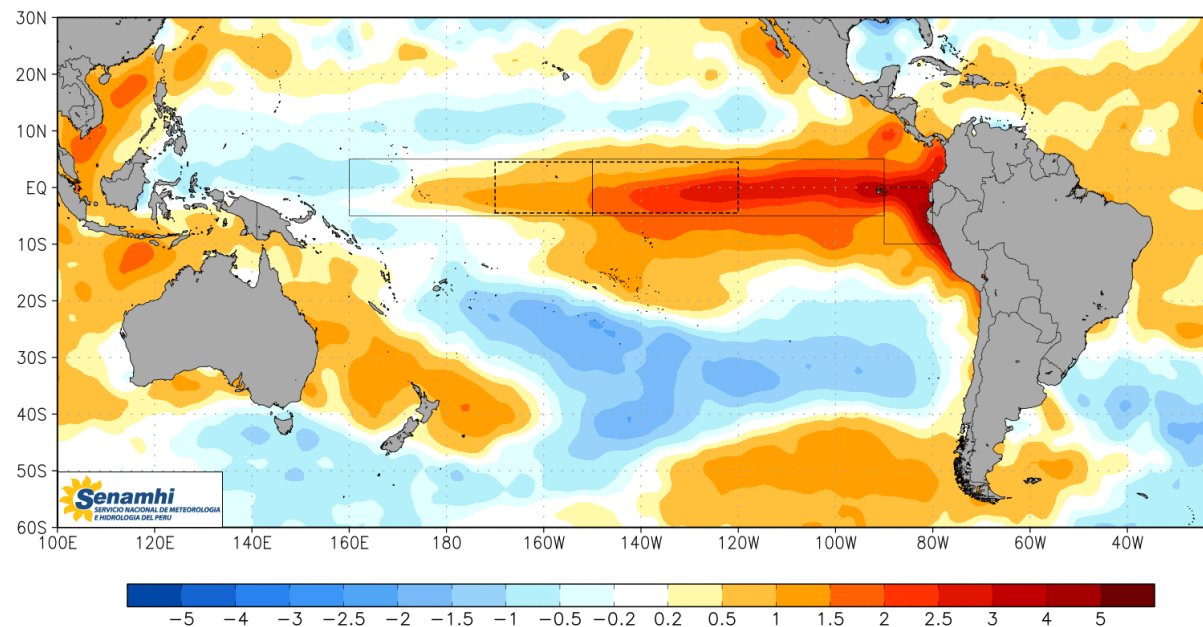 30N
20N
10N
EQ
10S
20S
30S
40S
50S
60S
Senamhi
SERVICIO NACIONAL DE METEOROLOGIA
E HIDROLOGIA DEL PERU
100E 120E 140E 160E 180 160W 140W 120W 100W 80W 60W 40W
-5 -4 -3 -2.5 -2 -1.5 -1 -0.5 -0.2 0.2 0.5 1 1.5 2 2.5 3 4 5